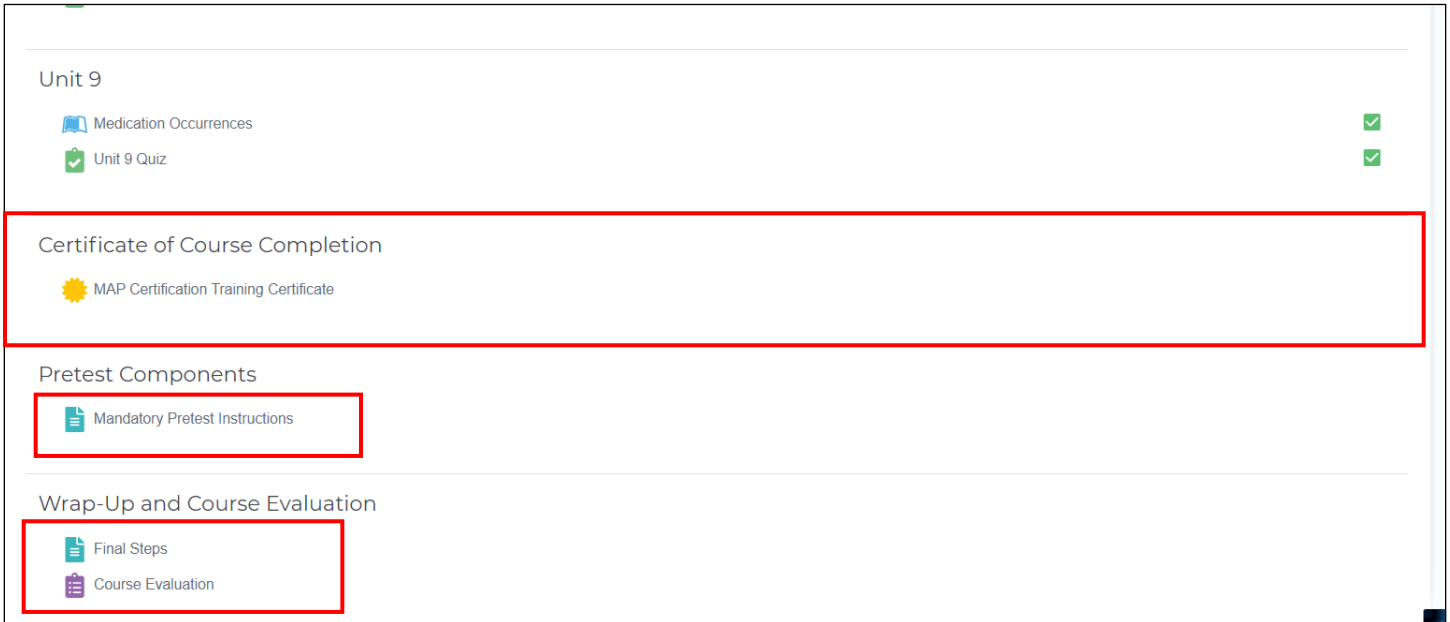 Unit 9
Medication Occurrences
Unit 9 Quiz
Certificate of Course Completion
MAP Certification Training Certificate
Pretest Components
Mandatory Pretest Instructions
Wrap-Up and Course Evaluation
Final Steps
Course Evaluation